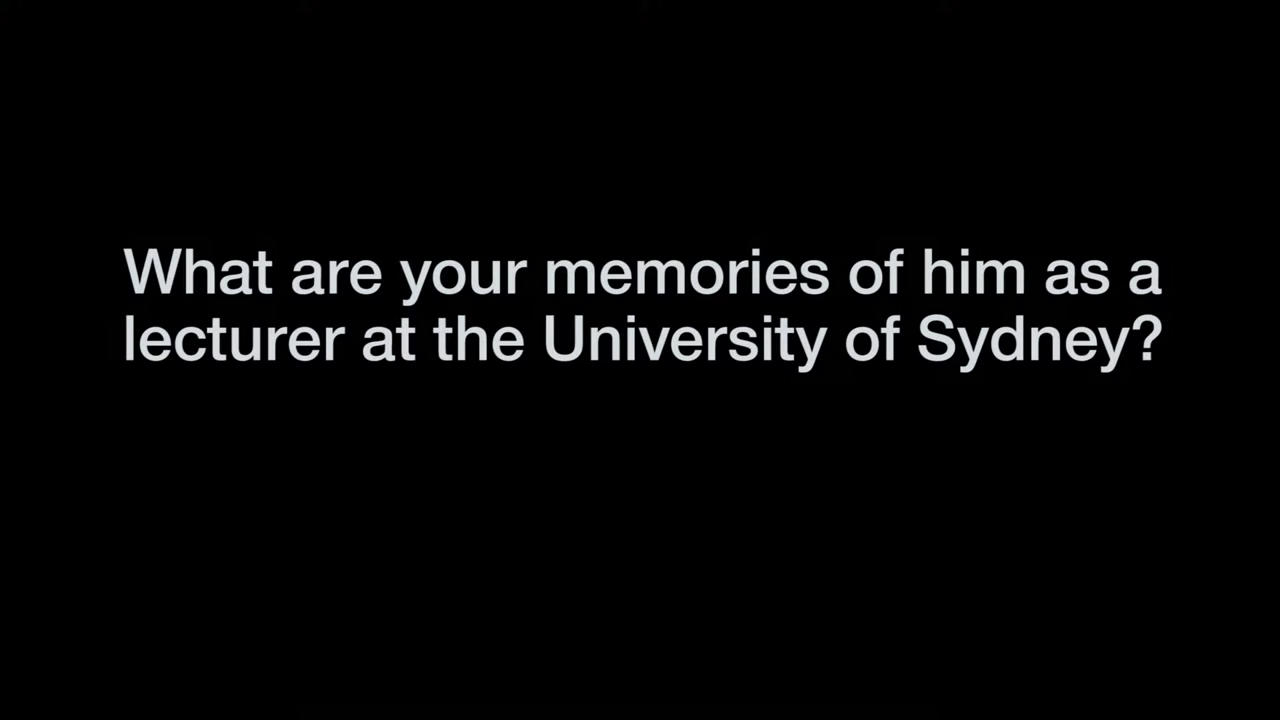 What are your memories of him as a
lecturer at the University of Sydney?